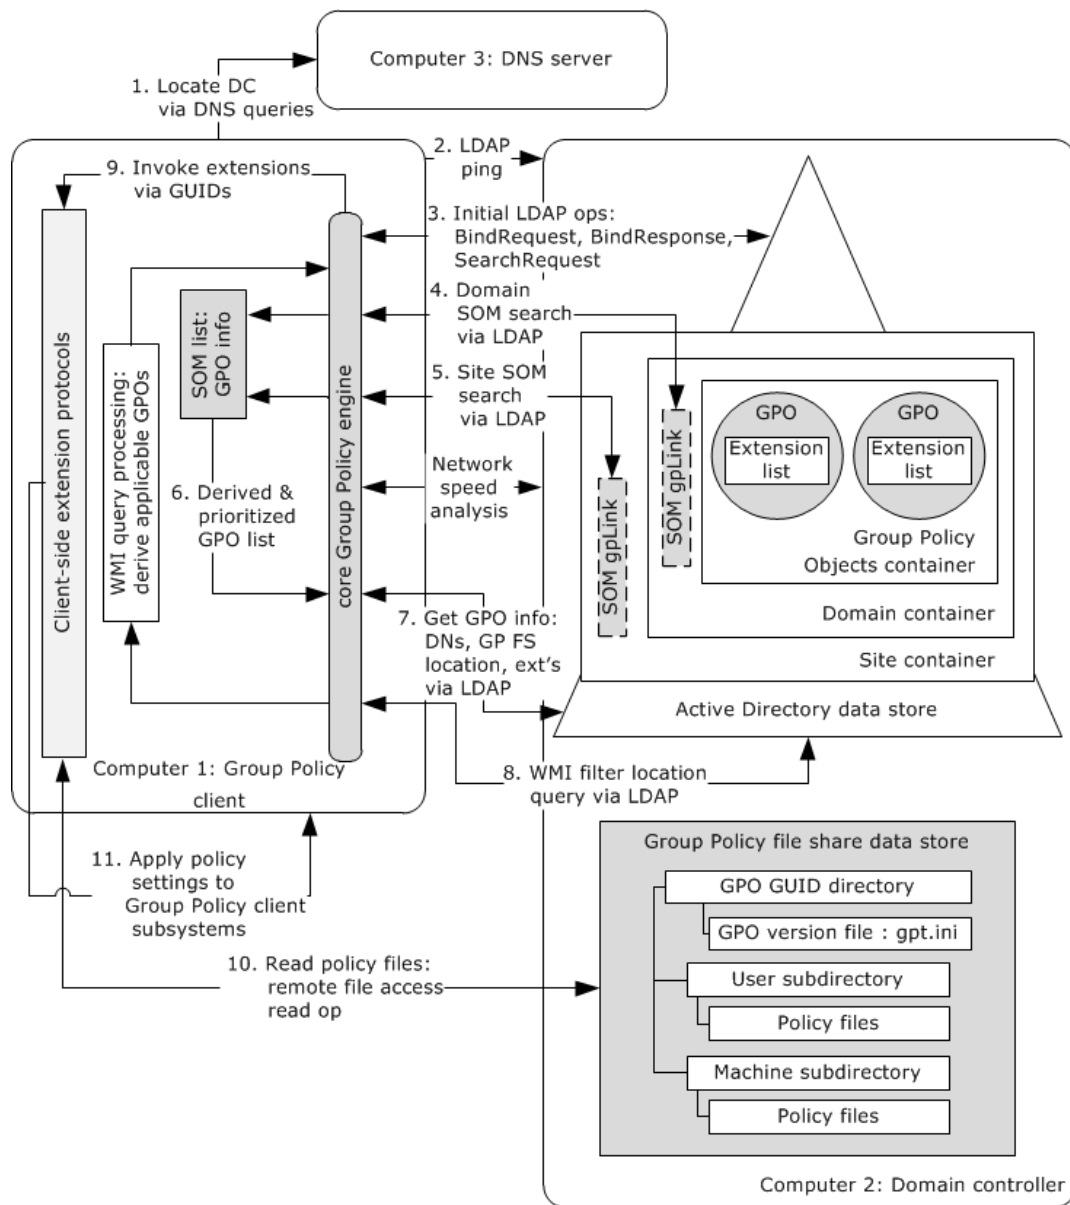 Computer 3: DNS server
1. Locate DC
via DNS queries
9. Invoke extensions
via GUIDs
2. LDAP
ping
3. Initial LDAP ops:
BindRequest, BindResponse,
SearchRequest
4. Domain
SOM search
via LDAP
5. Site SOM
search
via LDAP
Network
speed
analysis
Client-side extension protocols
WMI query processing:
derive applicable GPOs
SOM list:
GPO info
core Group Policy engine
6. Derived &
prioritized
GPO list
7. Get GPO info:
DNs, GP FS
location, ext's
via LDAP
Computer 1: Group Policy
client
8. WMI filter location
query via LDAP
SOM gpLink
SOM gpLink
GPO
Extension
list
GPO
Extension
list
Group Policy
Objects container
Domain container
Site container
Active Directory data store
11. Apply policy
settings to
Group Policy client
subsystems
10. Read policy files:
remote file access
read op
Group Policy file share data store
GPO GUID directory
GPO version file : gpt.ini
User subdirectory
Policy files
Machine subdirectory
Policy files
Computer 2: Domain controller